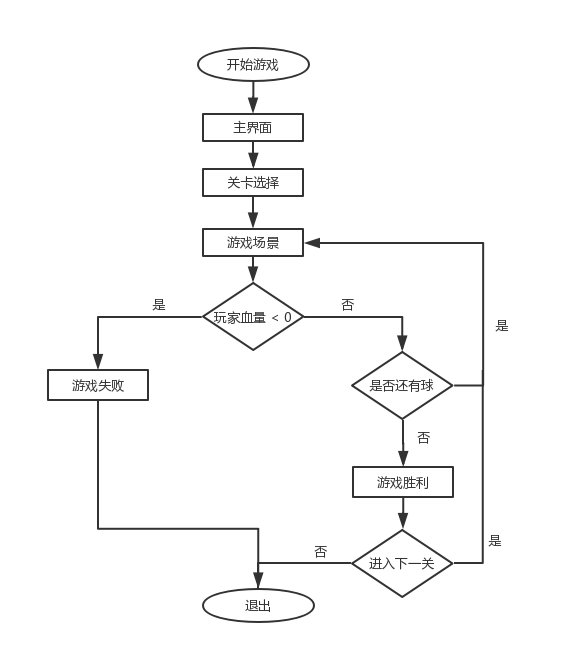 开始游戏
主界面
关卡选择
游戏场景
玩家血量 < 0
是
否
是
游戏失败
是否还有球
否
游戏胜利
进入下一关
否
是
退出